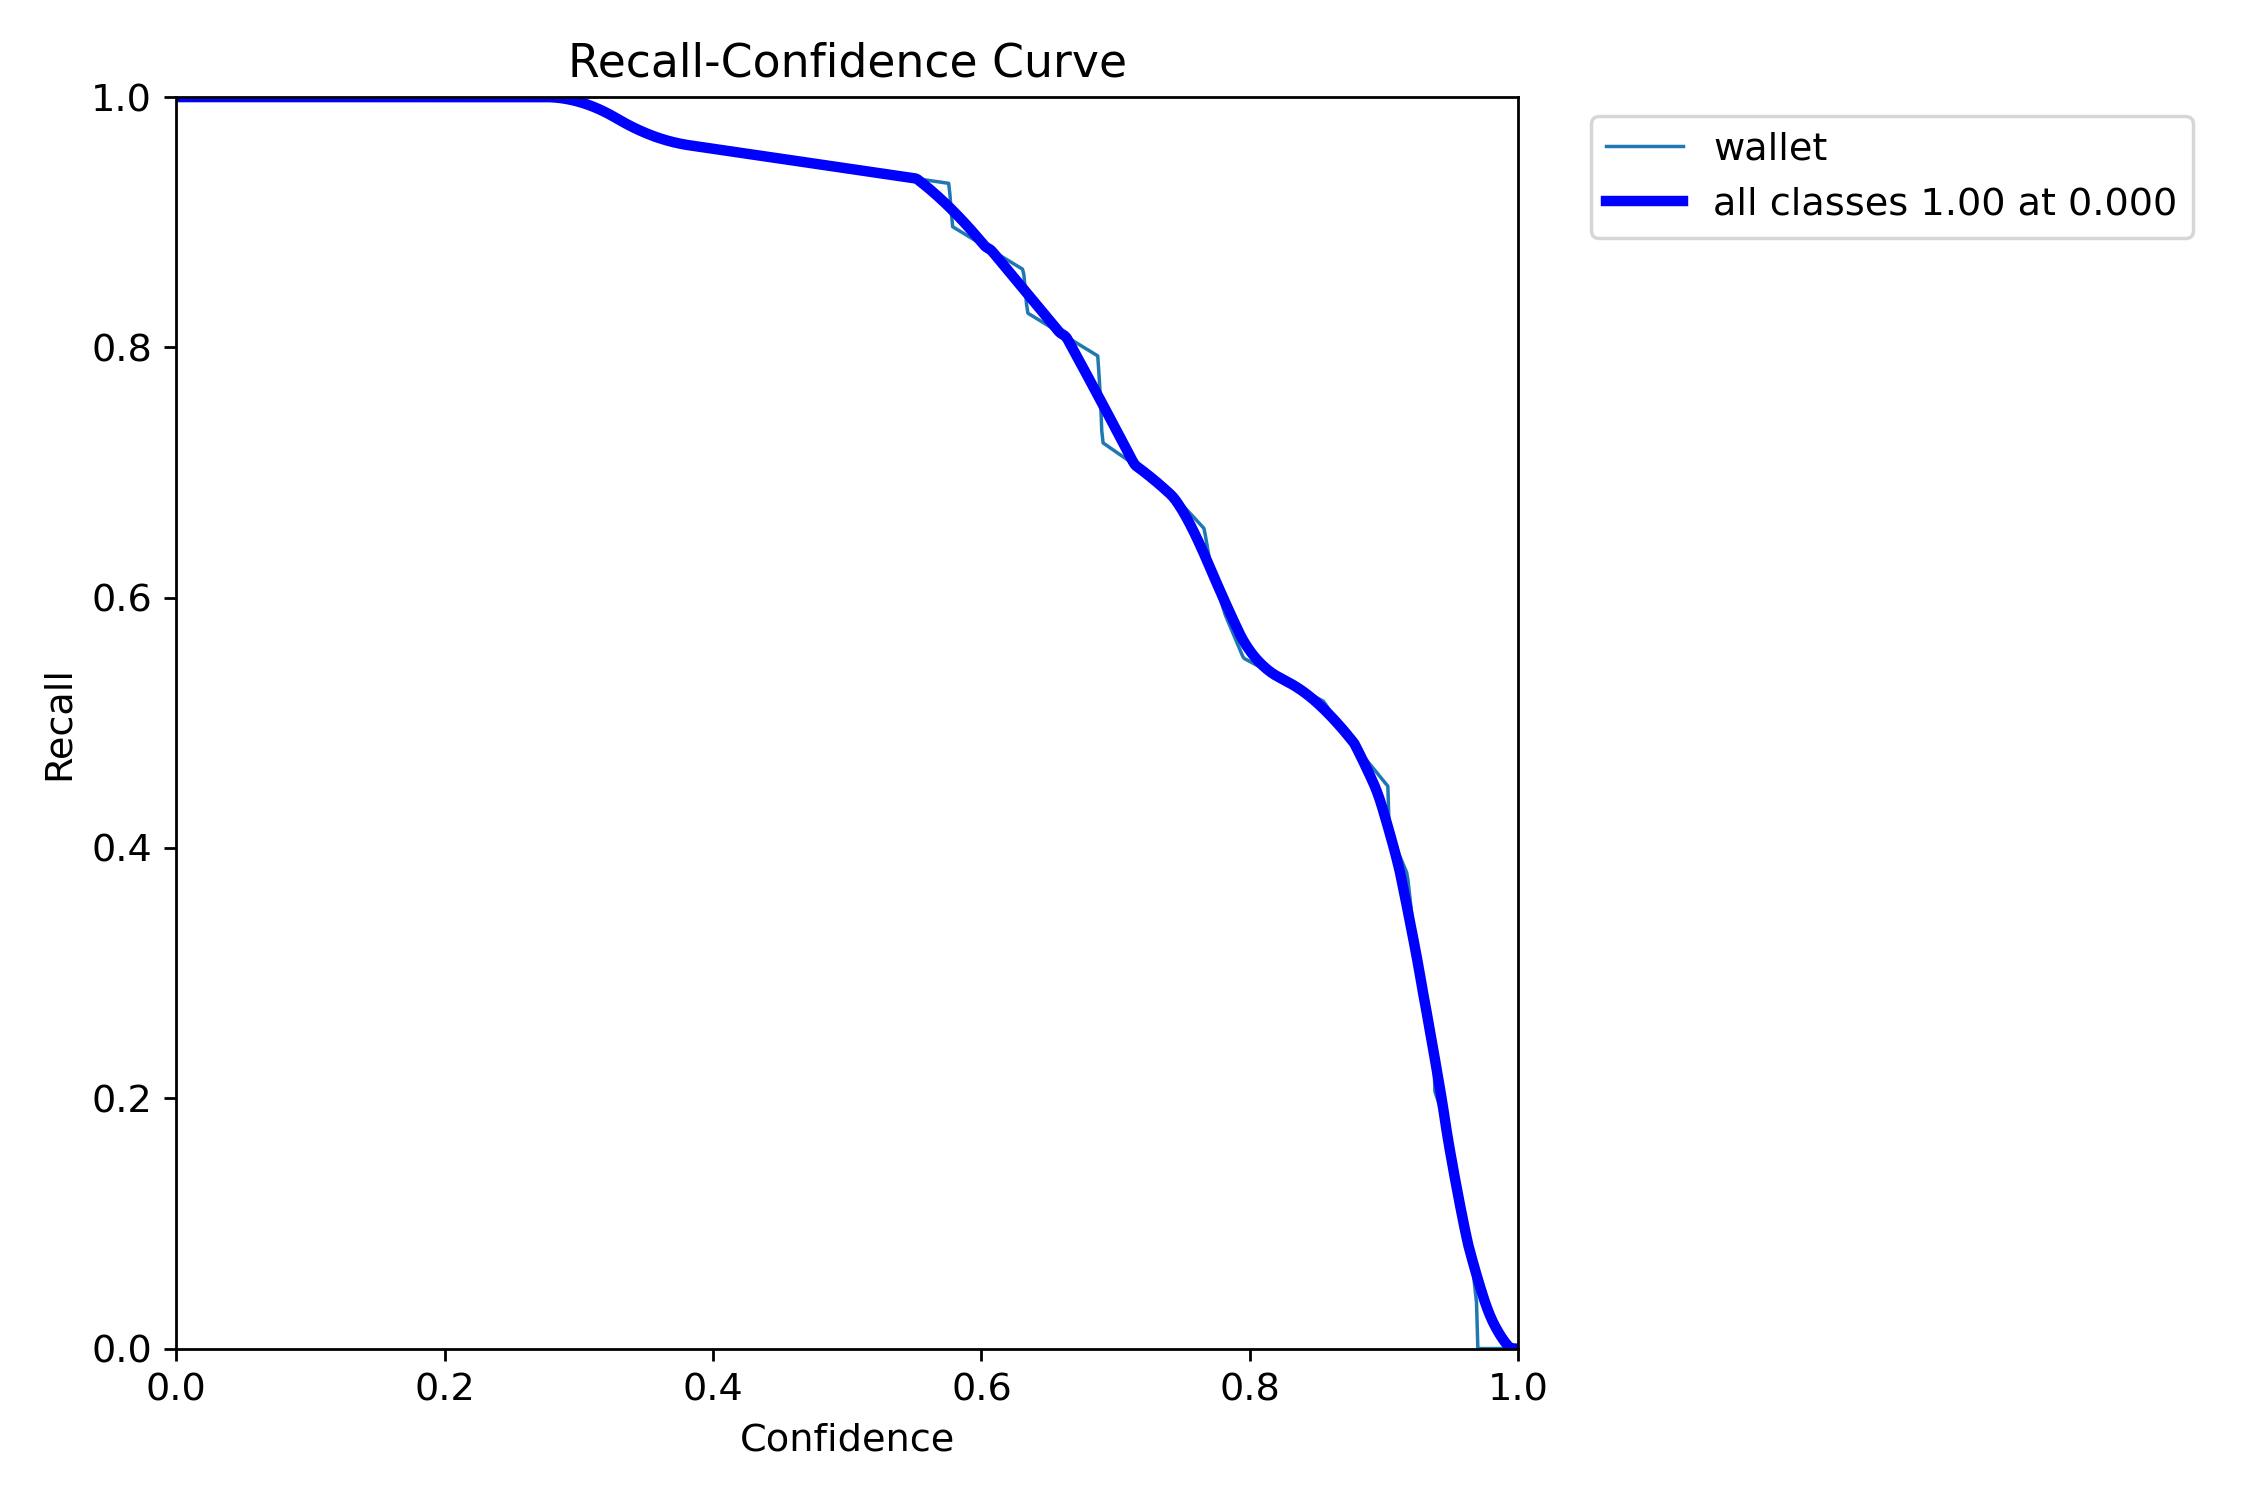 Recall-Confidence Curve
wallet
all classes 1.00 at 0.000
1.0
0.8
0.6
0.4
0.2
0.0
Recall
0.0 0.2 0.4 0.6 0.8 1.0
Confidence